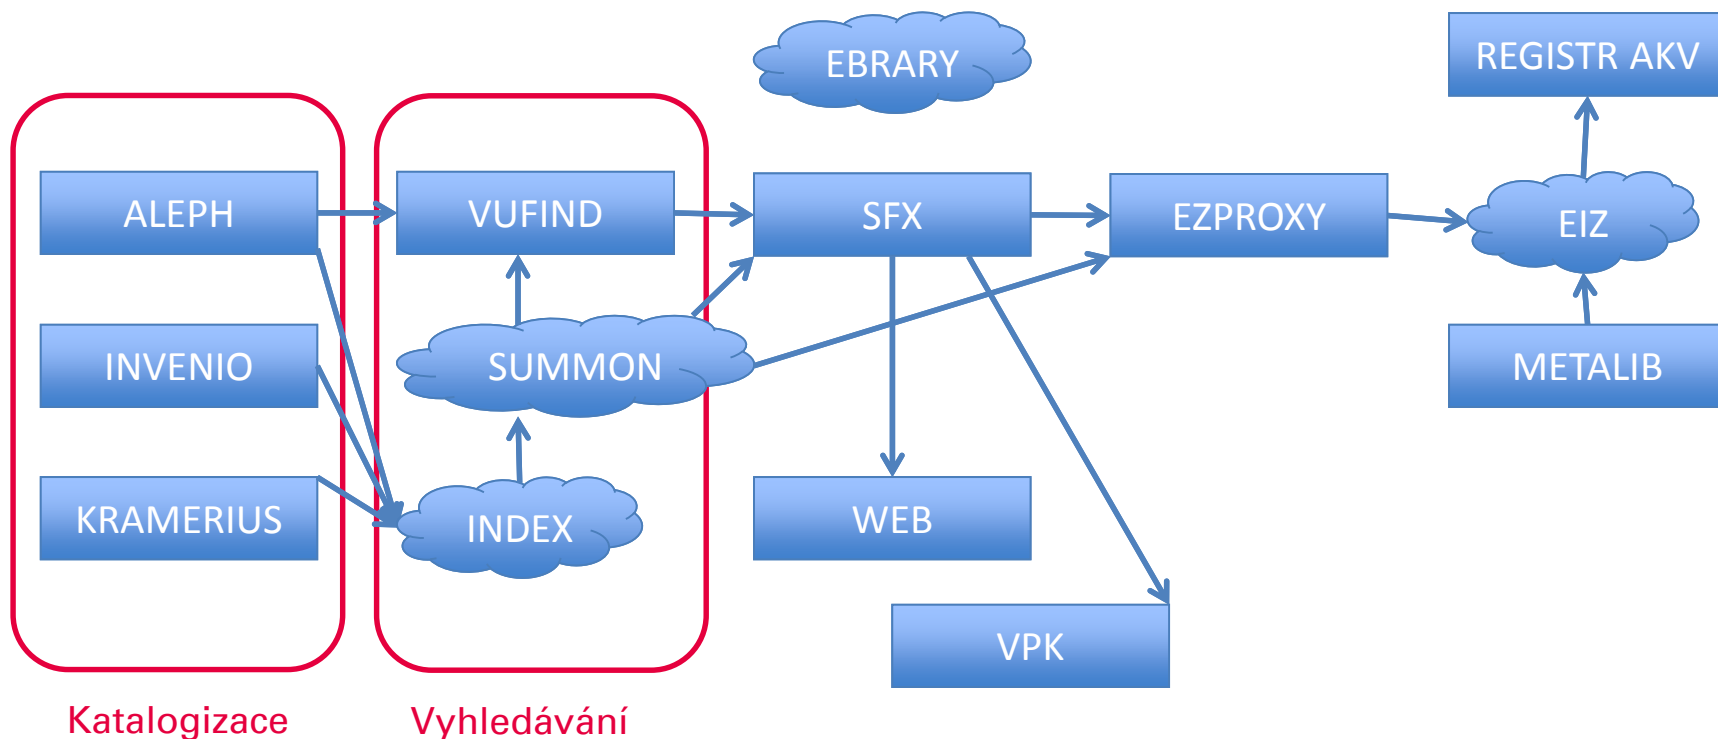 EBRARY
REGISTR AKV
ALEPH
VUFIND
SFX
EZPROXY
EIZ
INVENIO
SUMMON
METALIB
KRAMERIUS
INDEX
WEB
VPK
Katalogizace
Vyhledávání